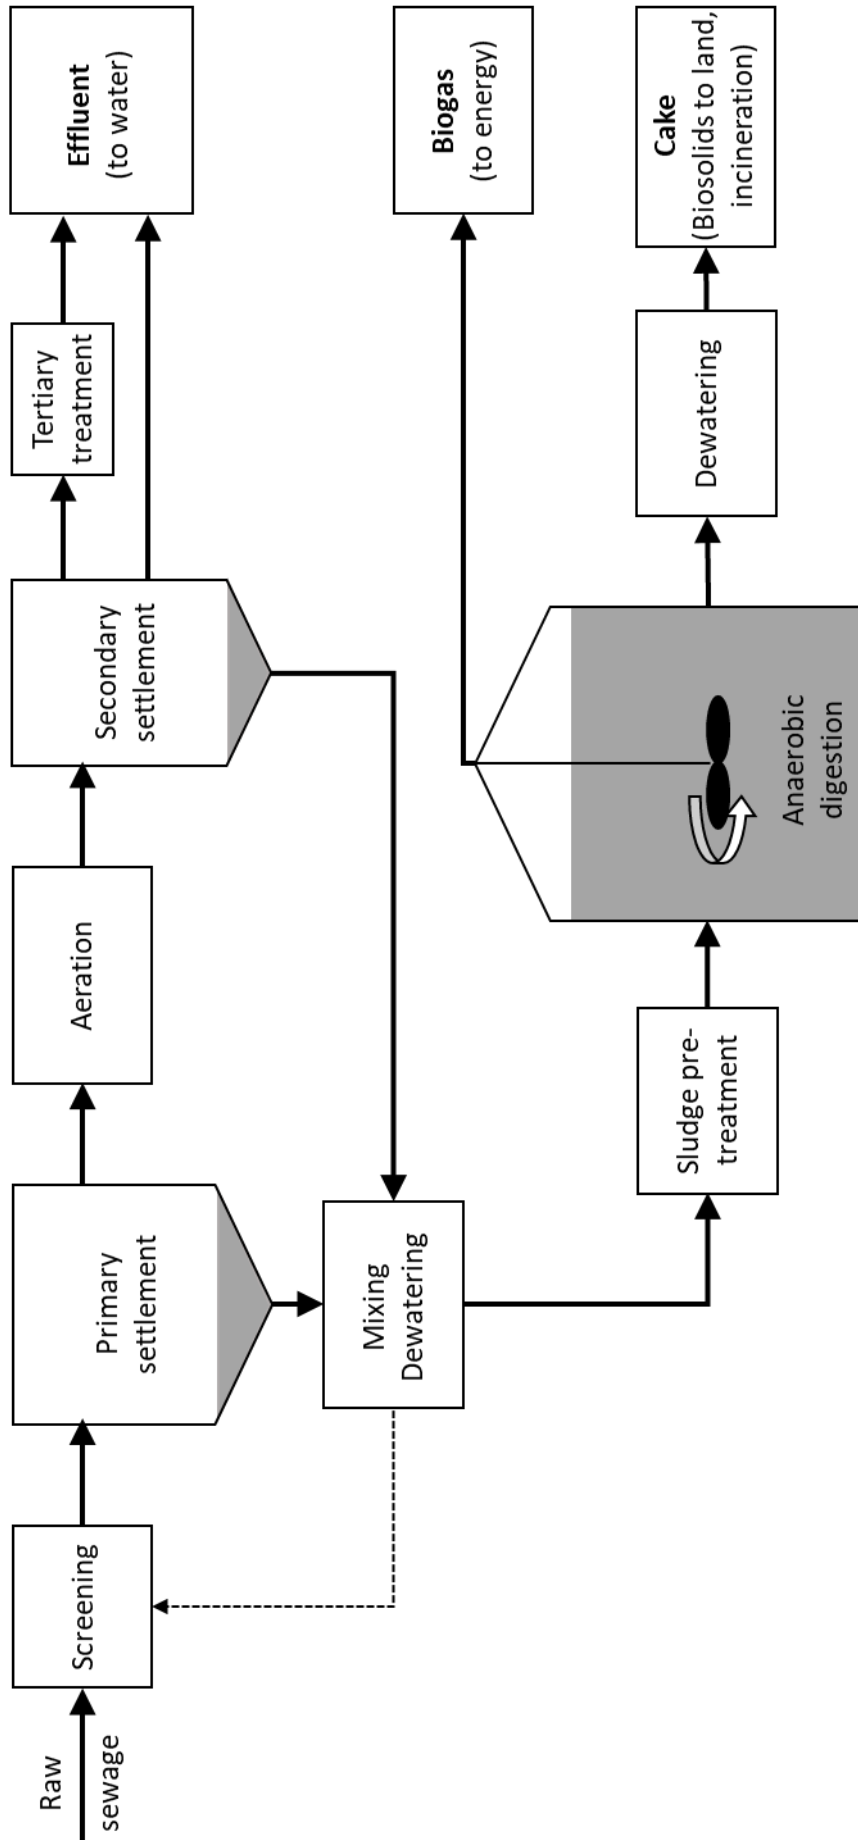 Raw
sewage
Screening
Primary
settlement
Aeration
Secondary
settlement
Tertiary
treatment
Effluent
(to water)
Mixing
Dewatering
Biogas
(to energy)
Sludge pre-
treatment
Anaerobic
digestion
Dewatering
Cake
(Biosolids to land,
incineration)